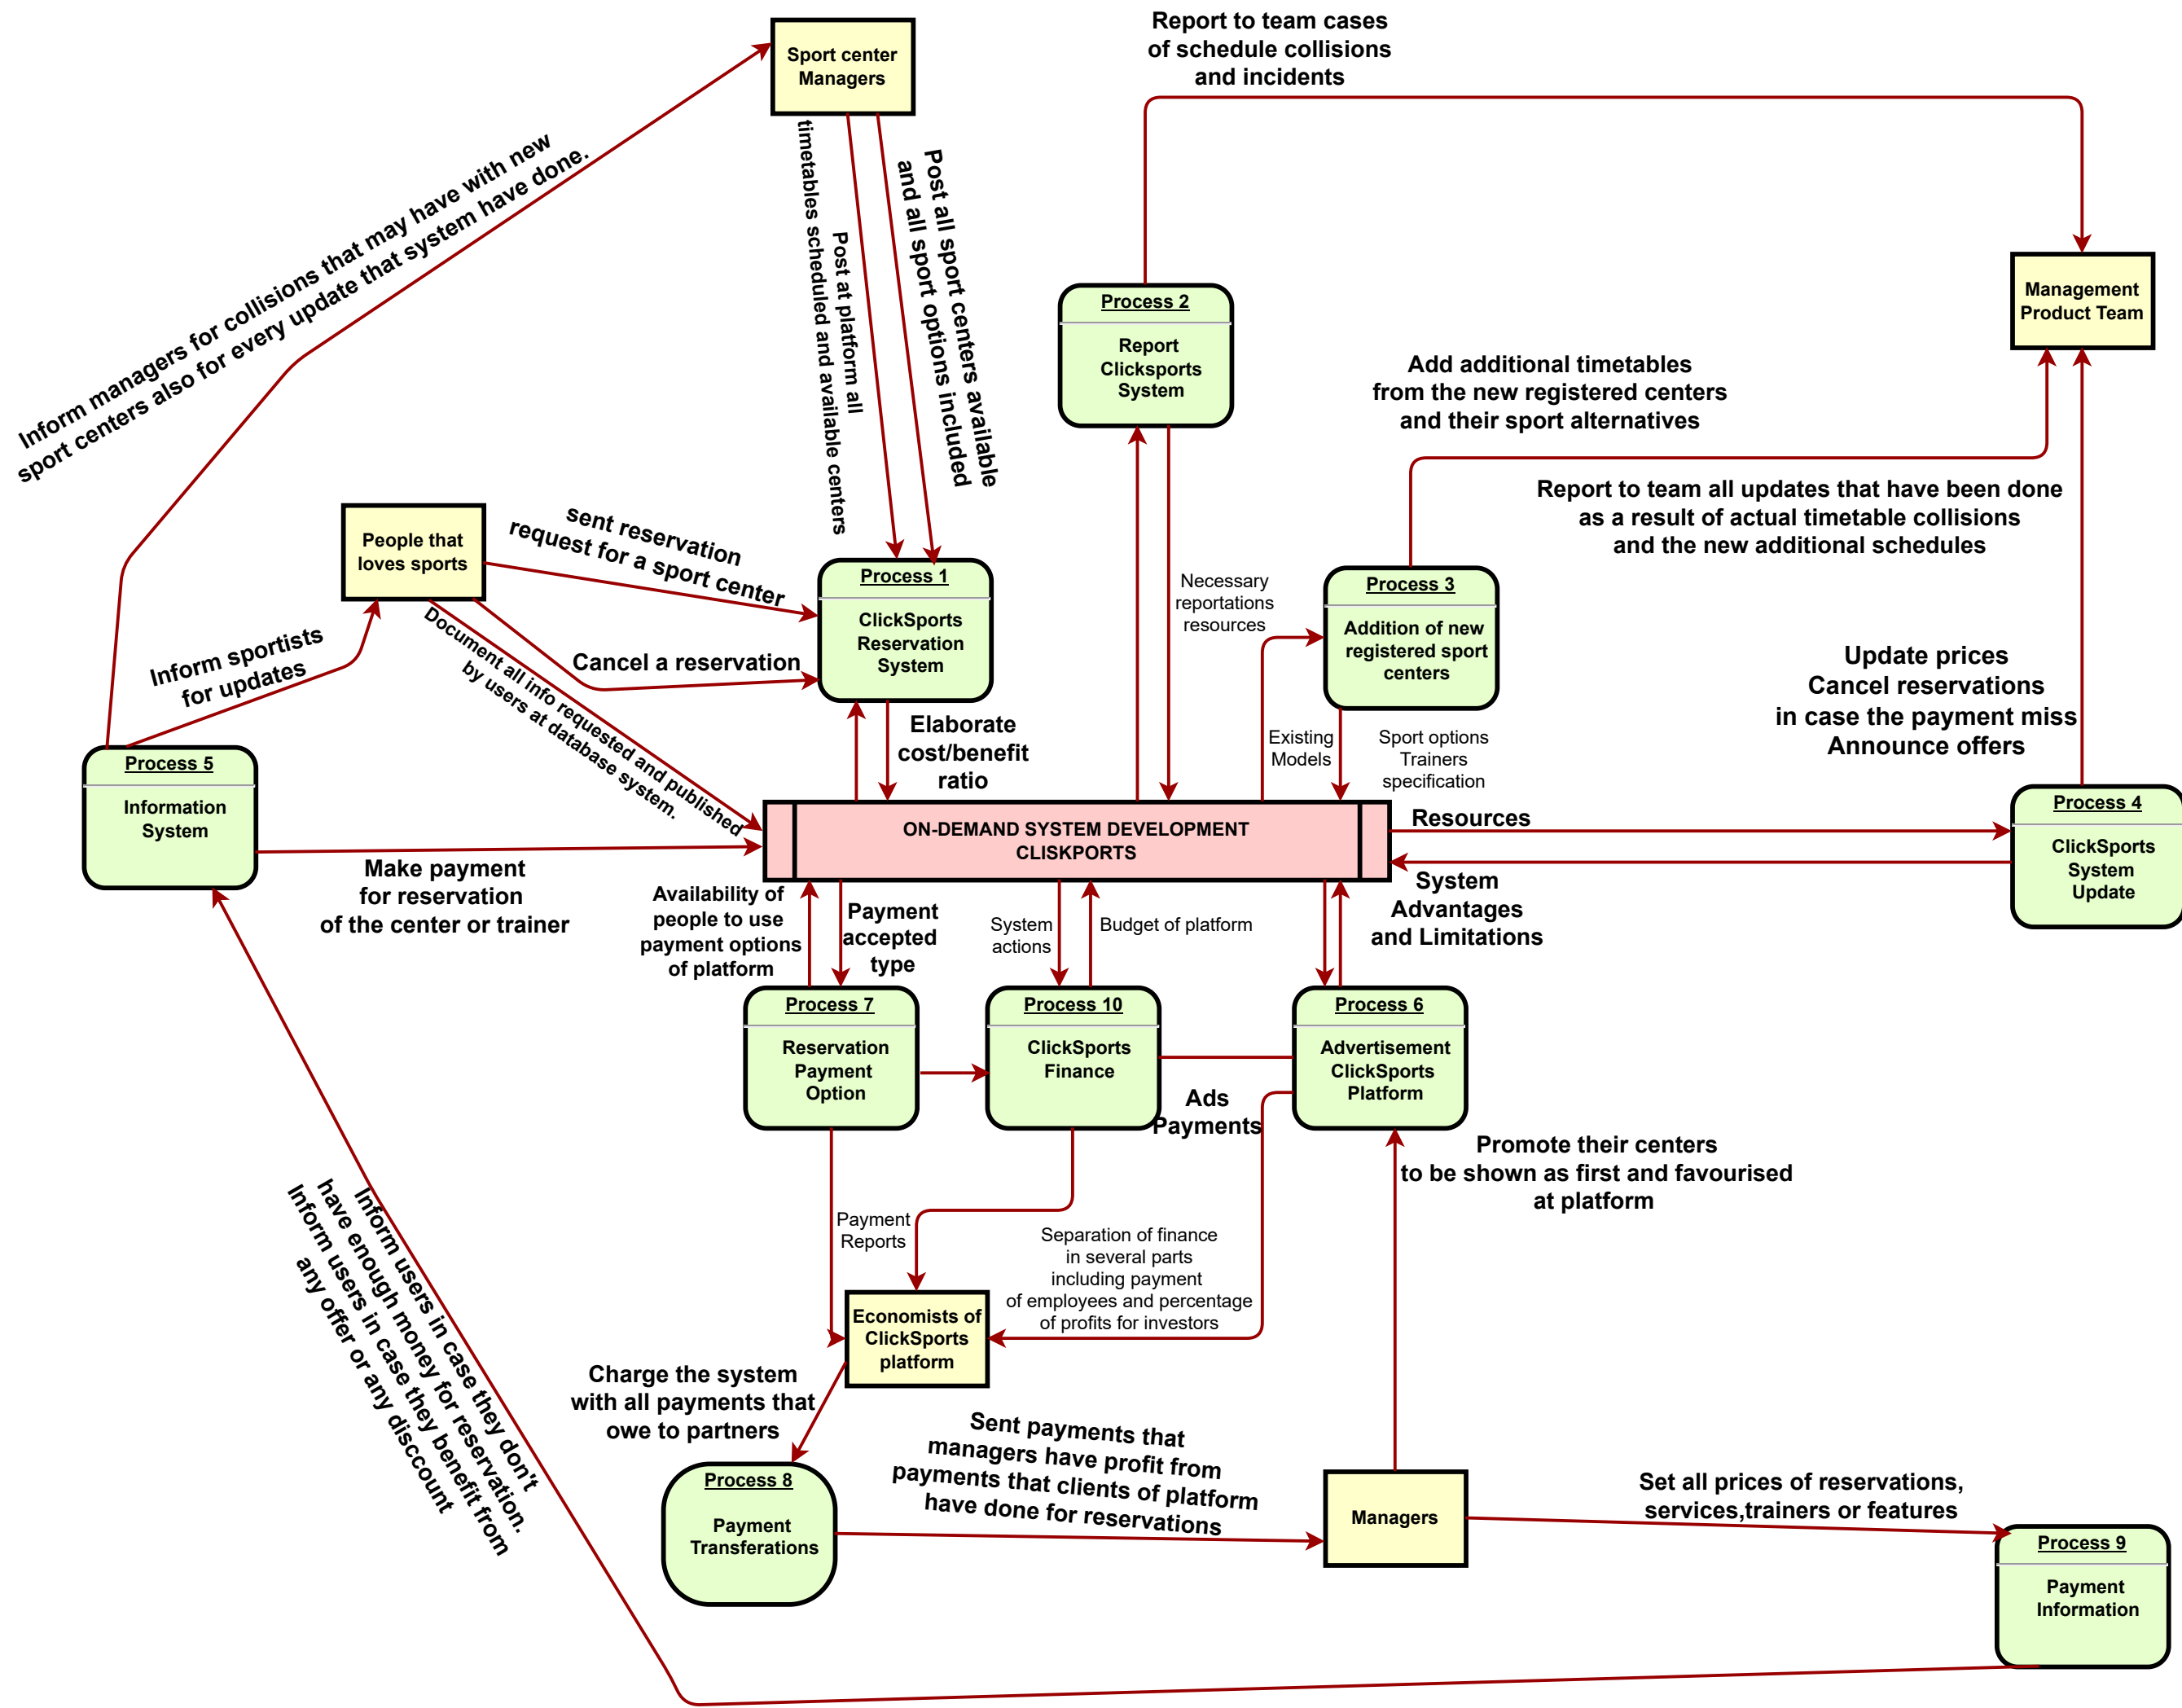 Report to team cases
of schedule collisions
and incidents
Sport center
Managers
Inform managers for collisions that may have with new
sport centers also for every update that system have done.
Post at platform all
timetables scheduled and available centers
Post all sport centers available
and all sport options included
Management
Product Team
Process 2
Report
Clicksports
System
Add additional timetables
from the new registered centers
and their sport alternatives
Report to team all updates that have been done
as a result of actual timetable collisions
and the new additional schedules
People that
loves sports
sent reservation
request for a sport center
Process 1
ClickSports
Reservation
System
Necessary
reportations
resources
Process 3
Addition of new
registered sport
centers
Inform sportists
for updates
Cancel a reservation
Document all info requested and published
by users at database system.
Update prices
Cancel reservations
in case the payment miss
Announce offers
Elaborate
cost/benefit
ratio
Existing
Models
Sport options
Trainers
specification
Process 5
Information
System
ON-DEMAND SYSTEM DEVELOPMENT
CLISKPORTS
Resources
Process 4
ClickSports
System
Update
Make payment
for reservation
of the center or trainer
Availability of
people to use
payment options
of platform
Payment
accepted
type
System
actions
Budget of platform
System
Advantages
and Limitations
Process 7
Reservation
Payment
Option
Process 10
ClickSports
Finance
Process 6
Advertisement
ClickSports
Platform
Ads
Payments
Promote their centers
to be shown as first and favourised
at platform
Inform users in case they don't
have enough money for reservation.
Inform users in case they benefit from
any offer or any disccount
Payment
Reports
Separation of finance
in several parts
including payment
of employees and percentage
of profits for investors
Economists of
ClickSports
platform
Charge the system
with all payments that
owe to partners
Sent payments that
managers have profit from
payments that clients of platform
have done for reservations
Process 8
Payment
Transferations
Managers
Set all prices of reservations,
services,trainers or features
Process 9
Payment
Information